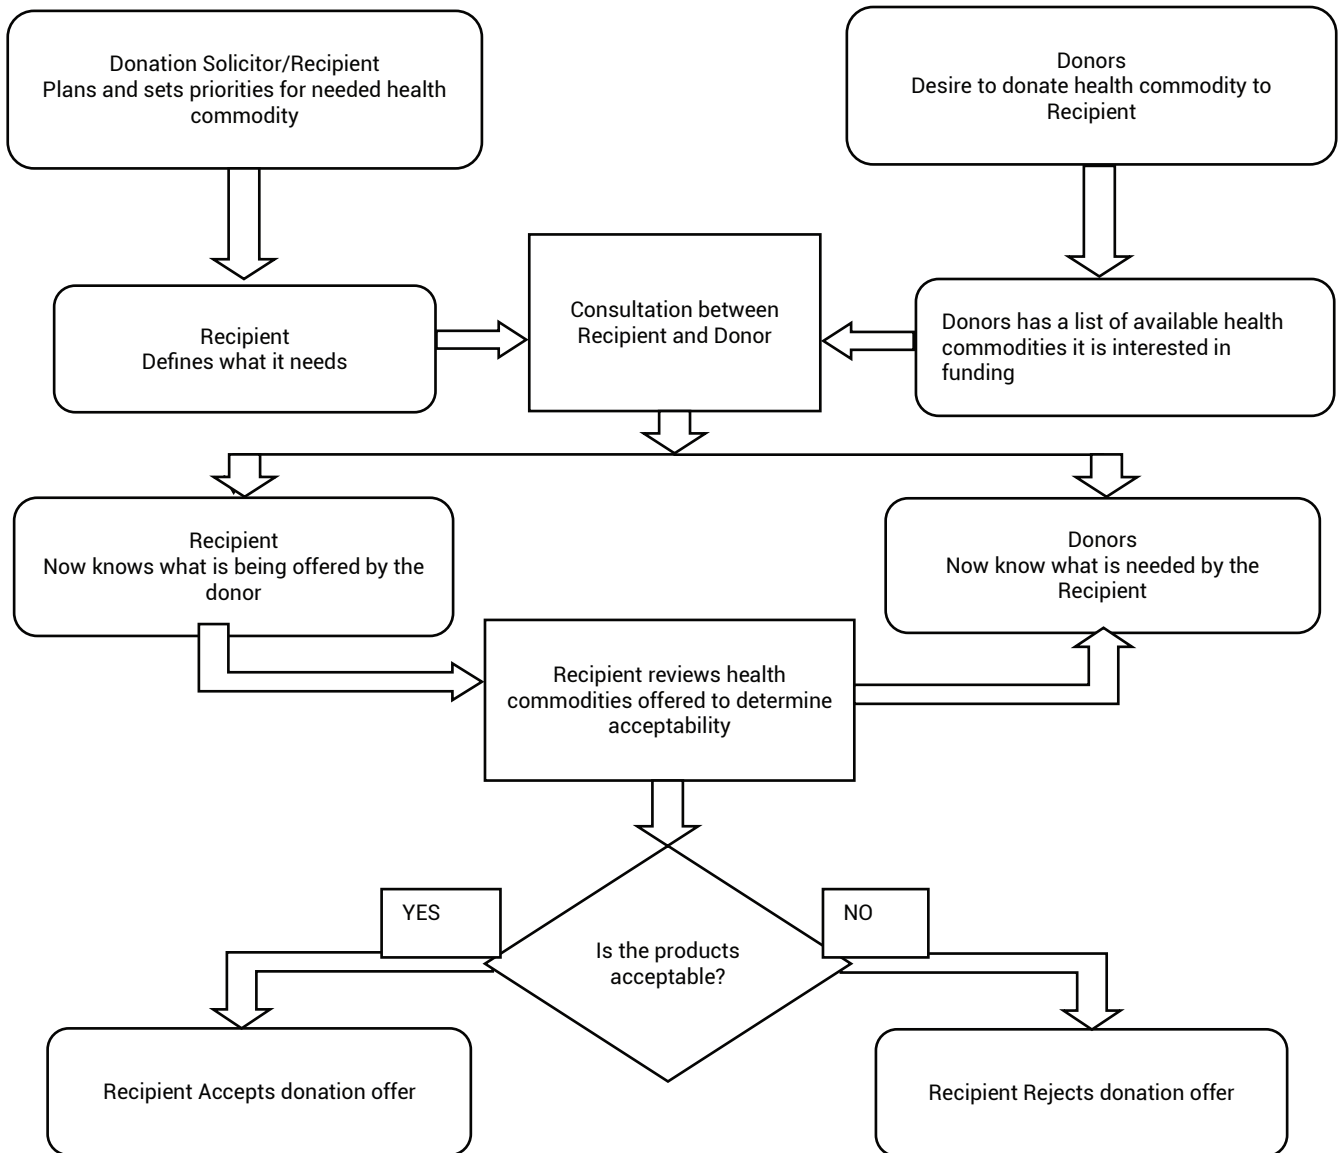 Donation Solicitor/Recipient
Plans and sets priorities for needed health
commodity
Donors
Desire to donate health commodity to
Recipient
Recipient
Defines what it needs
Consultation between
Recipient and Donor
Donors has a list of available health
commodities it is interested in
funding
Recipient
Now knows what is being offered by the
donor
Donors
Now know what is needed by the
Recipient
Recipient reviews health
commodities offered to determine
acceptability
YES
NO
Is the products
acceptable?
Recipient Accepts donation offer
Recipient Rejects donation offer